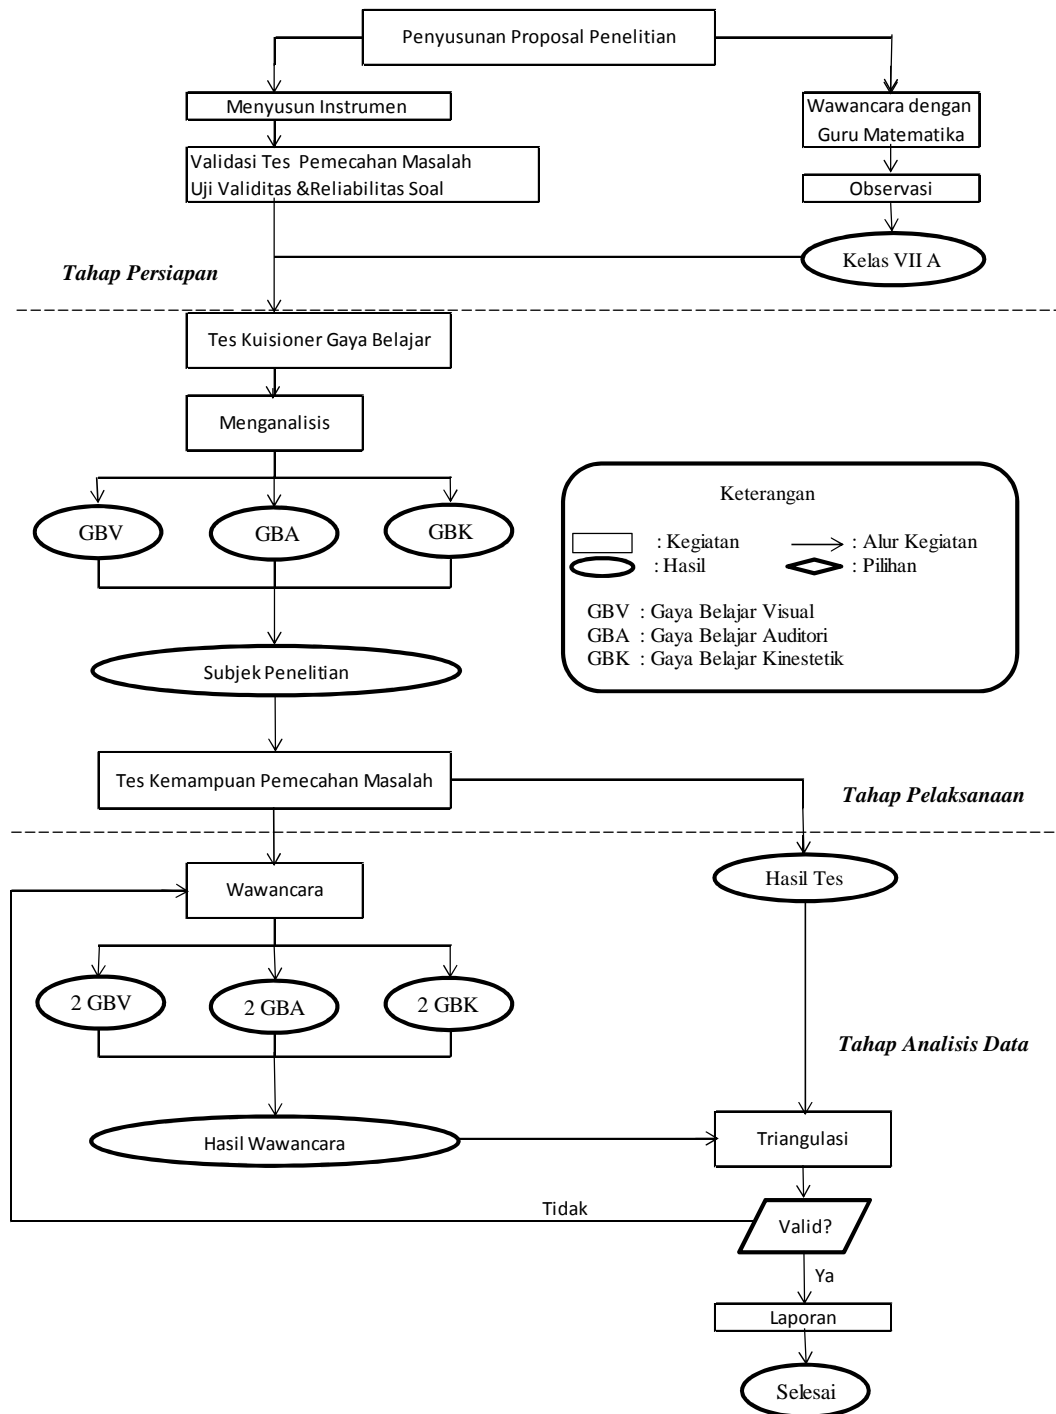 Penyusunan Proposal Penelitian
Menyusun Instrumen
Wawancara dengan
Guru Matematika
Validasi Tes Pemecahan Masalah
Uji Validitas &Reliabilitas Soal
Observasi
Kelas VII A
Tahap Persiapan
Tes Kuisioner Gaya Belajar
Menganalisis
GBV
GBA
GBK
Keterangan
: Kegiatan
: Alur Kegiatan
: Hasil
: Pilihan
GBV : Gaya Belajar Visual
GBA : Gaya Belajar Auditori
GBK : Gaya Belajar Kinestetik
Subjek Penelitian
Tes Kemampuan Pemecahan Masalah
Tahap Pelaksanaan
Wawancara
Hasil Tes
2 GBV
2 GBA
2 GBK
Tahap Analisis Data
Hasil Wawancara
Triangulasi
Tidak
Valid?
Ya
Laporan
Selesai